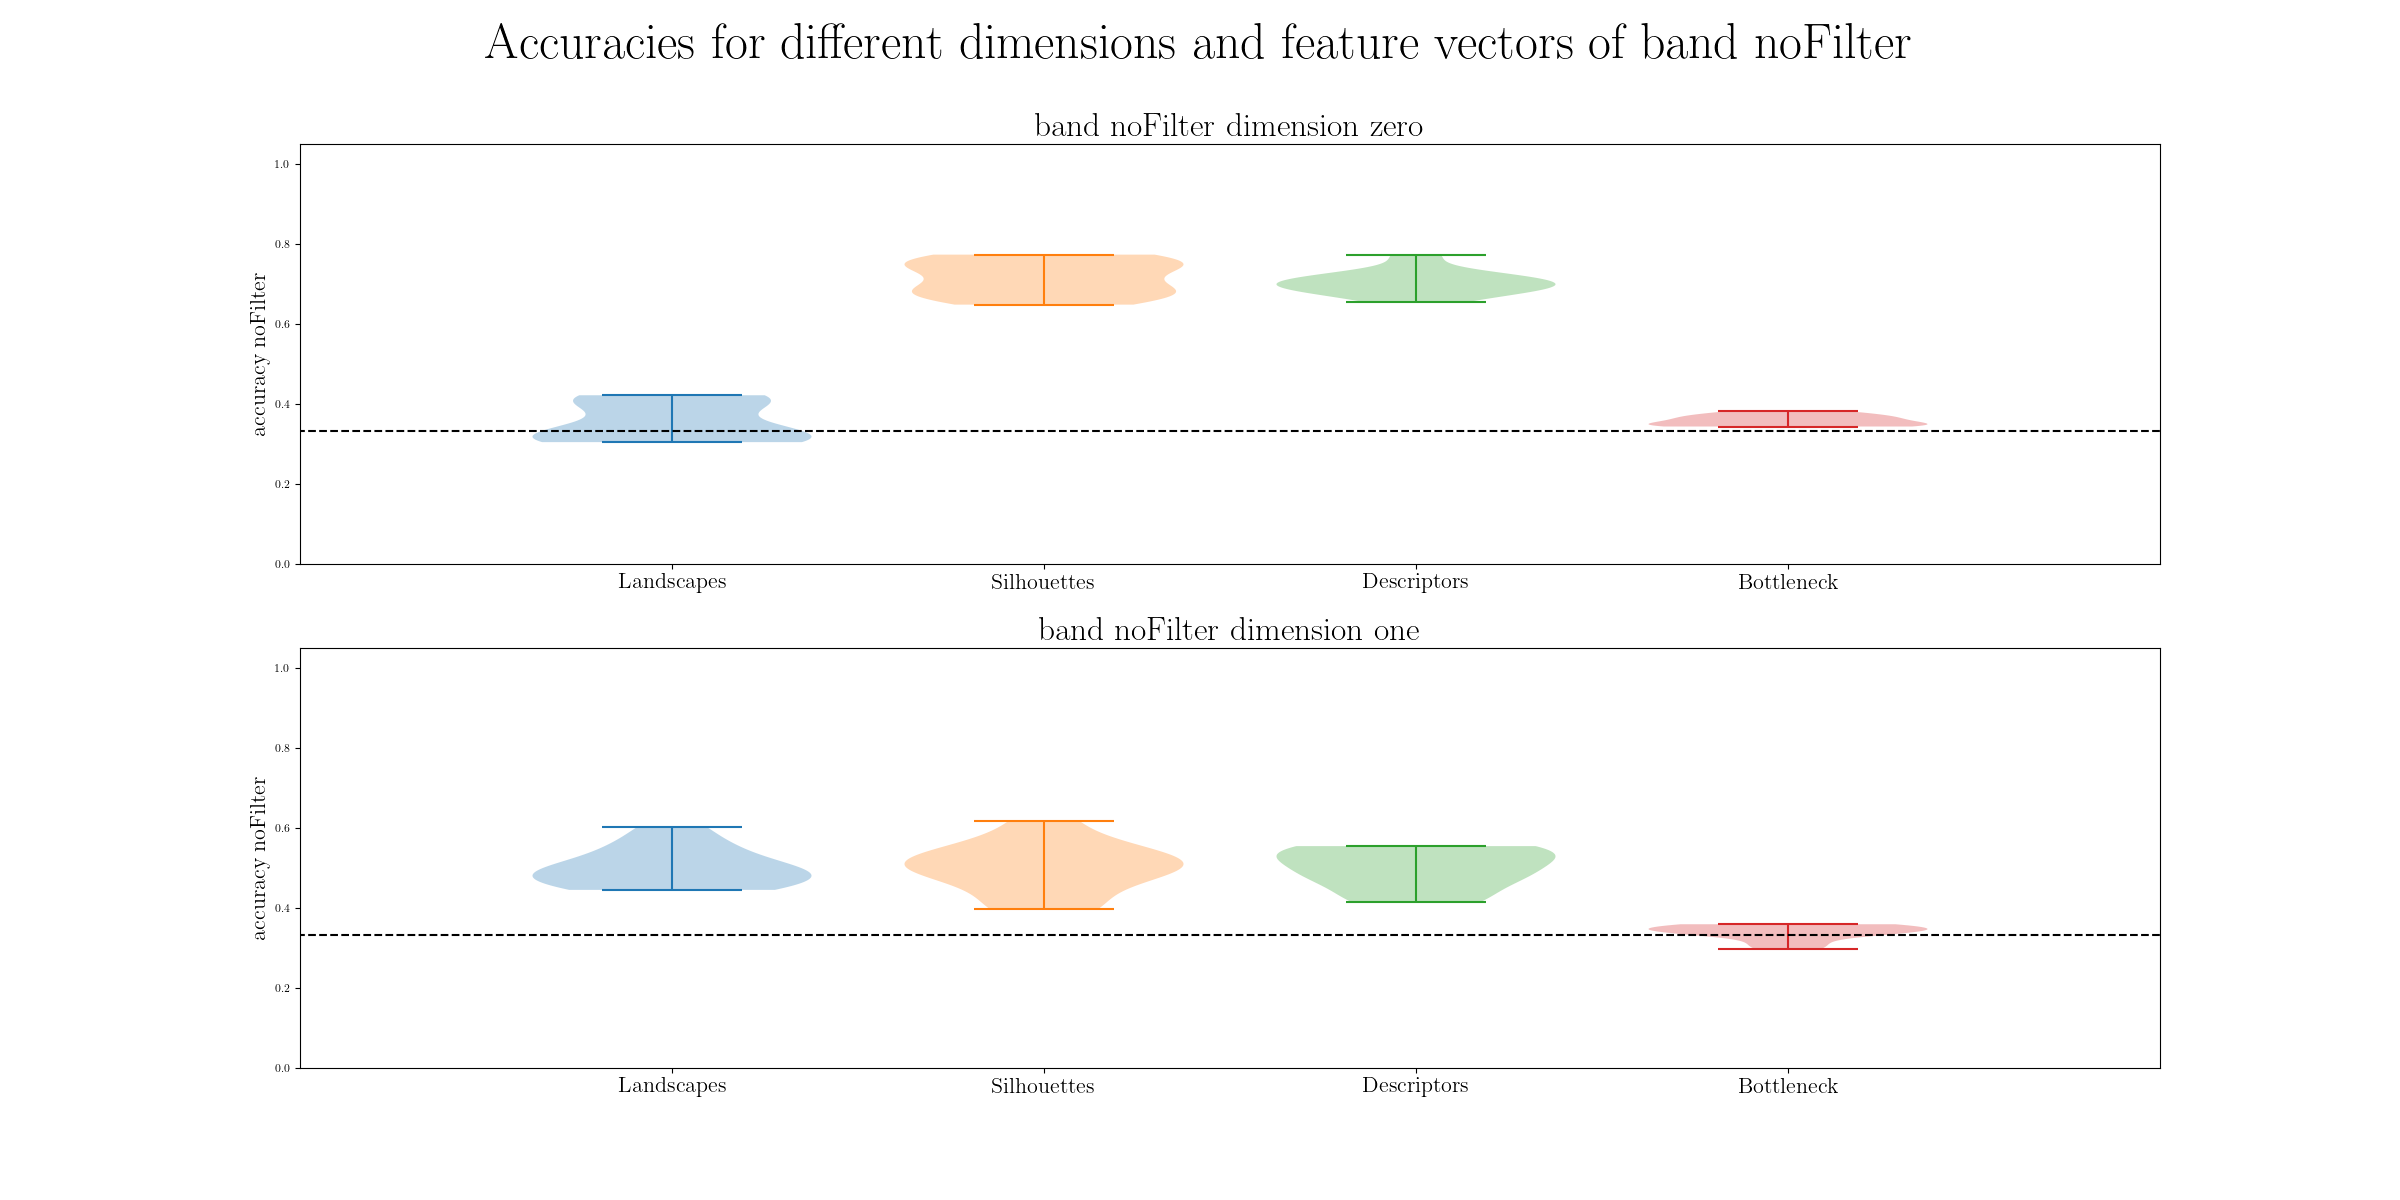 Accuracies for different dimensions and feature vectors of band noFilter
band noFilter dimension zero
accuracy noFilter
1.0
0.8
0.6
0.4
0.2
0.0
Landscapes Silhouettes Descriptors Bottleneck
band noFilter dimension one
accuracy noFilter
1.0
0.8
0.6
0.4
0.2
0.0
Landscapes Silhouettes Descriptors Bottleneck